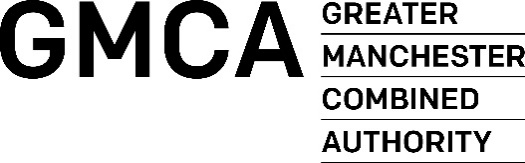 GMCA
GREATER
MANCHESTER
COMBINED
AUTHORITY